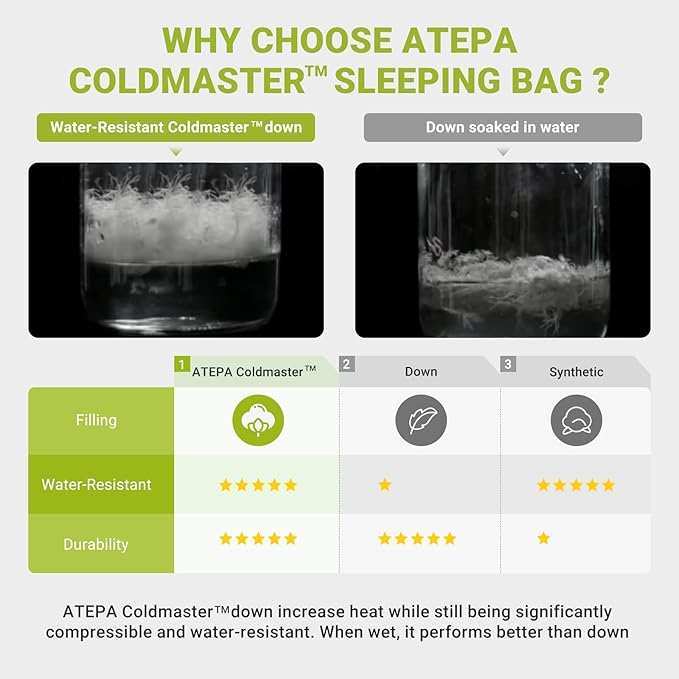 WHY CHOOSE ATEPA
COLDMASTER™ SLEEPING BAG ?
Water-Resistant Coldmaster™down
Down soaked in water
1 ATEPA Coldmaster™
2 Down
3 Synthetic
Filling
Water-Resistant
Durability
ATEPA Coldmaster™down increase heat while still being significantly
compressible and water-resistant. When wet, it performs better than down